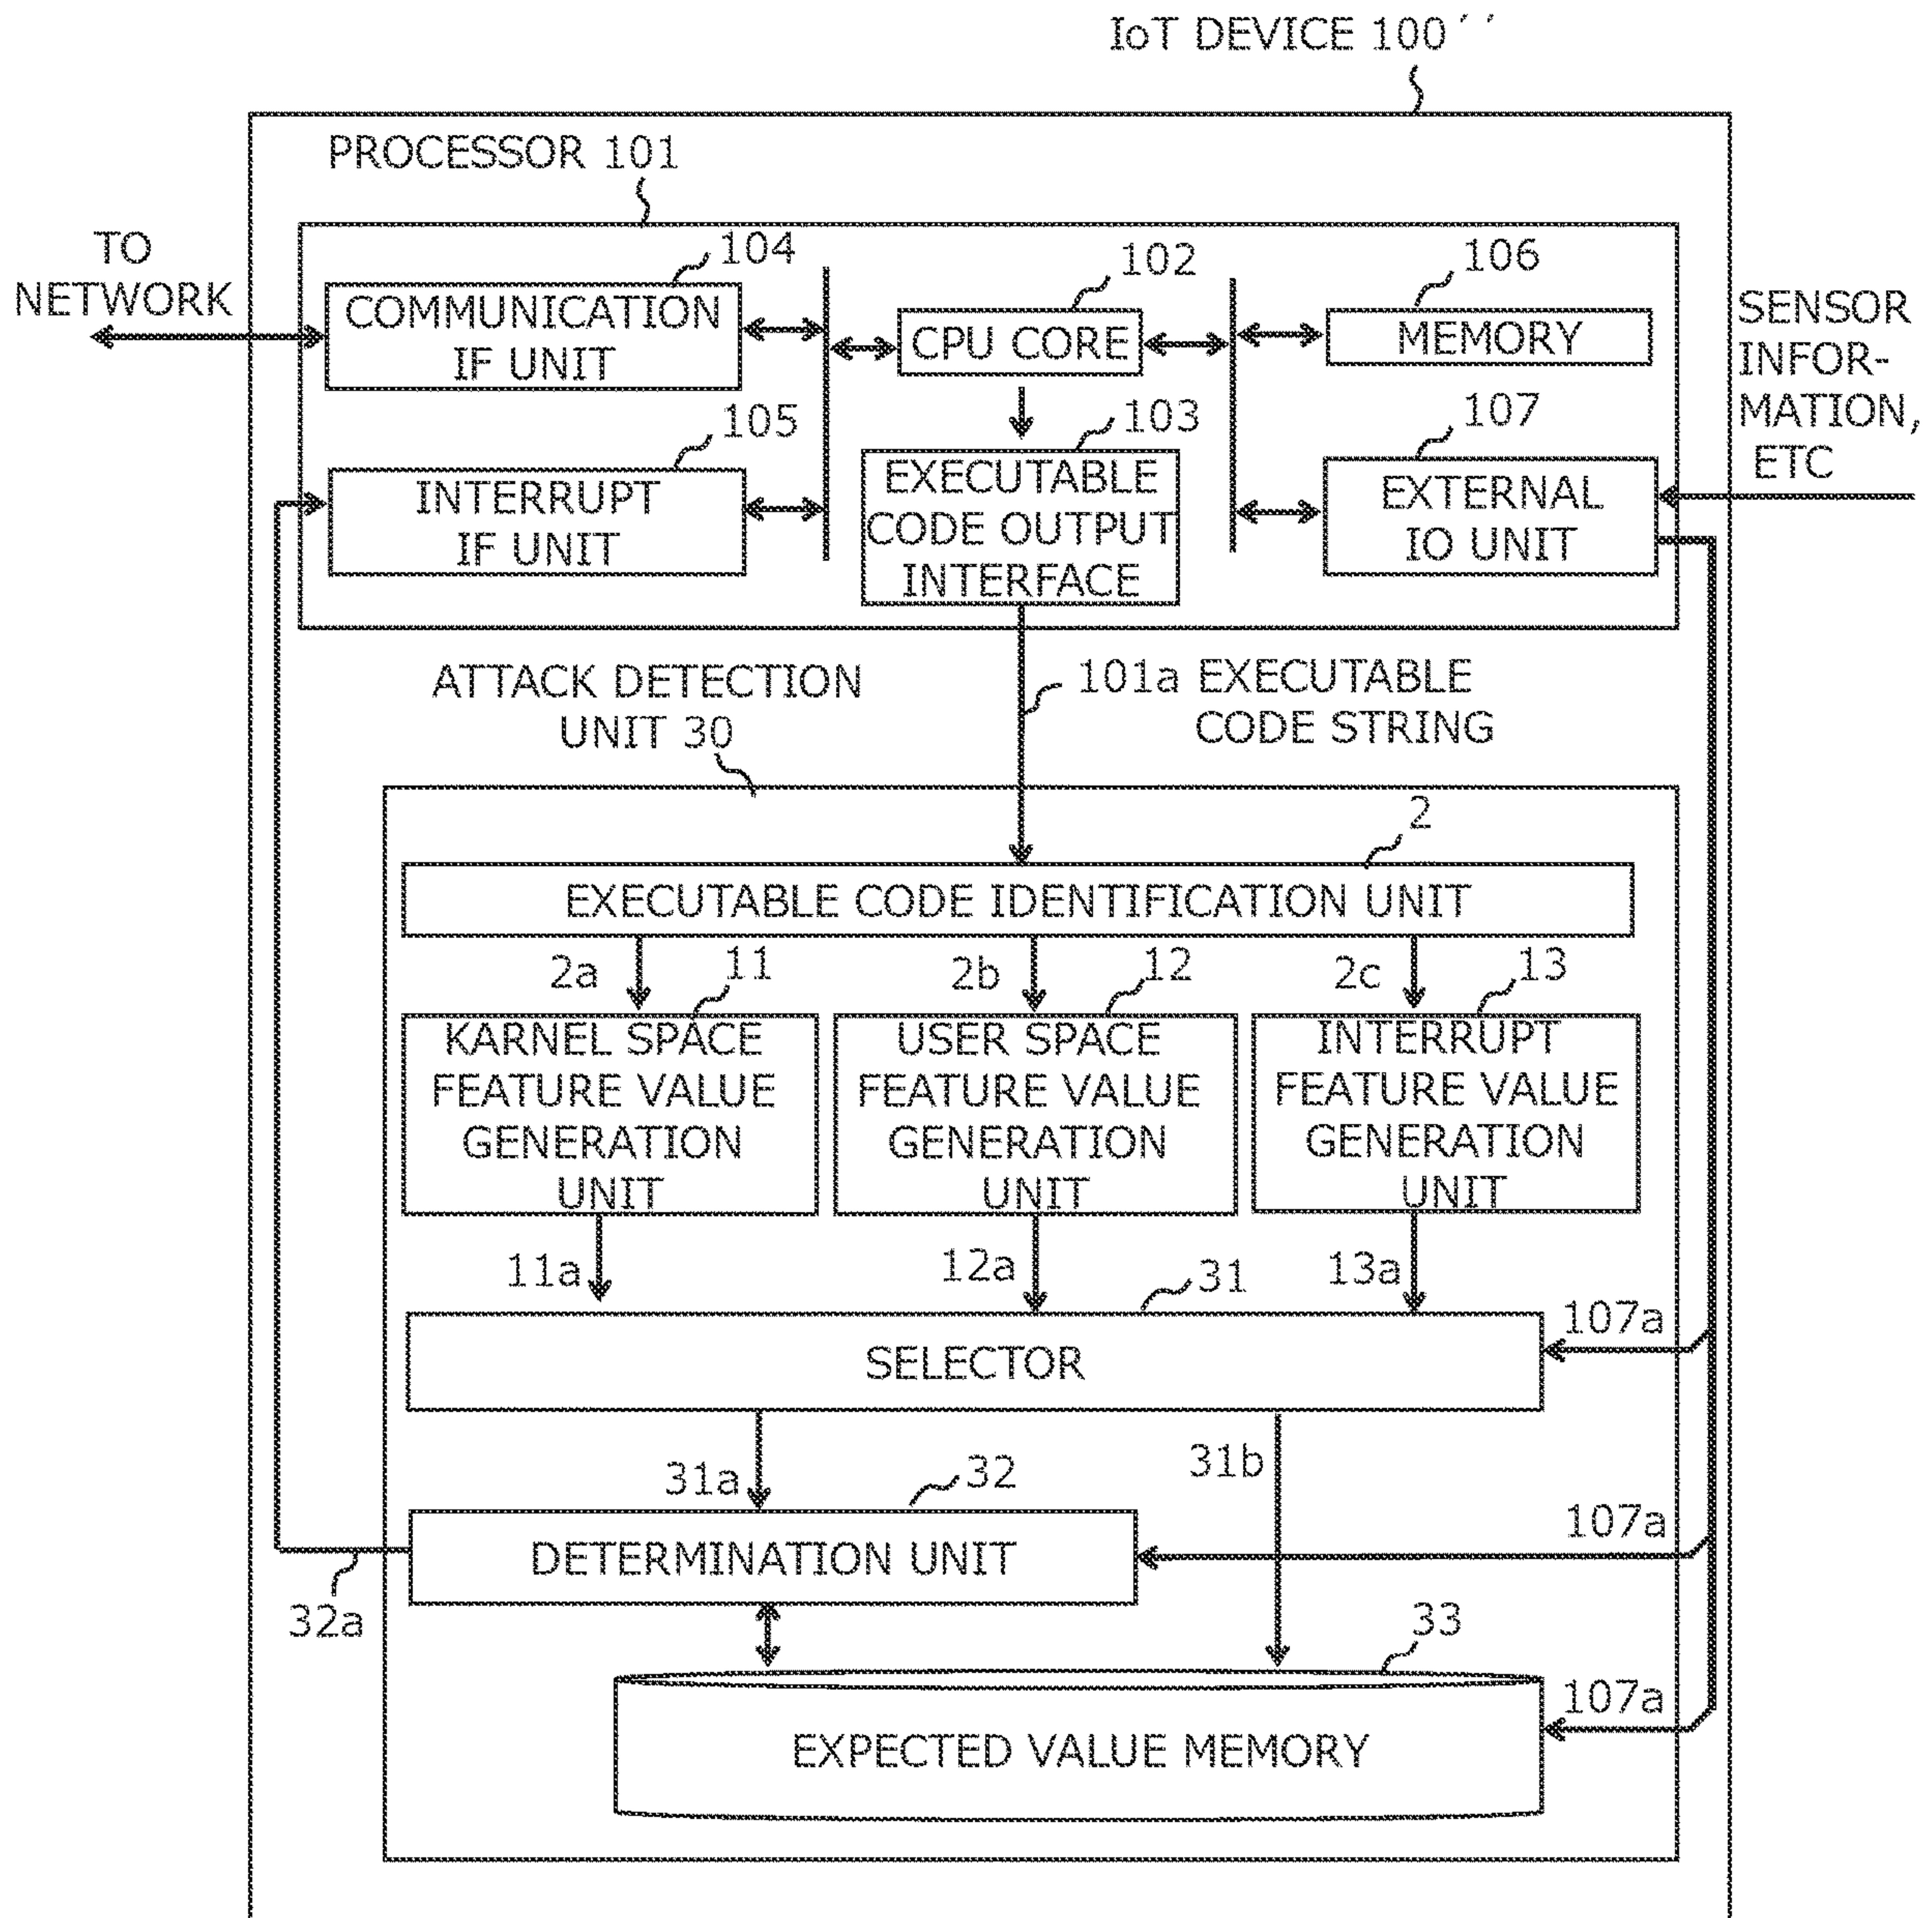 IoT DEVICE 100´´
PROCESSOR 101
TO
NETWORK
104
COMMUNICATION
IF UNIT
102
CPU CORE
106
MEMORY
SENSOR
INFOR-
MATION,
ETC
105
INTERRUPT
IF UNIT
103
EXECUTABLE
CODE OUTPUT
INTERFACE
107
EXTERNAL
IO UNIT
ATTACK DETECTION
UNIT 30
101a EXECUTABLE
CODE STRING
2
EXECUTABLE CODE IDENTIFICATION UNIT
2a
11
2b
12
2c
13
KARNEL SPACE
FEATURE VALUE
GENERATION
UNIT
USER SPACE
FEATURE VALUE
GENERATION
UNIT
INTERRUPT
FEATURE VALUE
GENERATION
UNIT
11a
12a
31
13a
107a
SELECTOR
31a
32
31b
107a
DETERMINATION UNIT
32a
33
107a
EXPECTED VALUE MEMORY